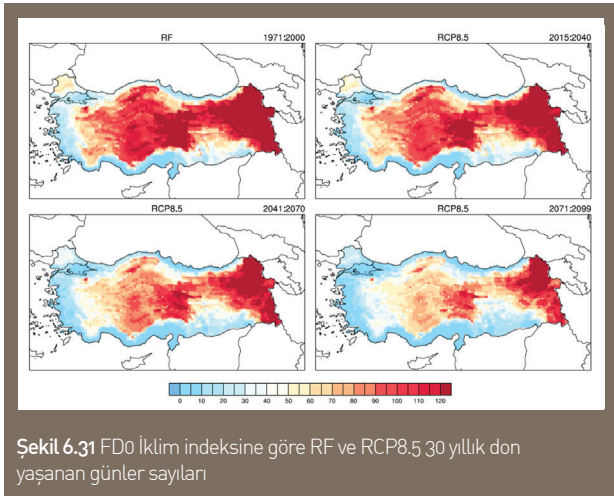 RF 1971:2000
RCP8.5 2015:2040
RCP8.5 2041:2070
RCP8.5 2071:2099
0 10 20 30 40 50 60 70 80 90 100 110 120
Şekil 6.31 FD0 İklim indeksine göre RF ve RCP8.5 30 yıllık don
yaşanan günler sayıları